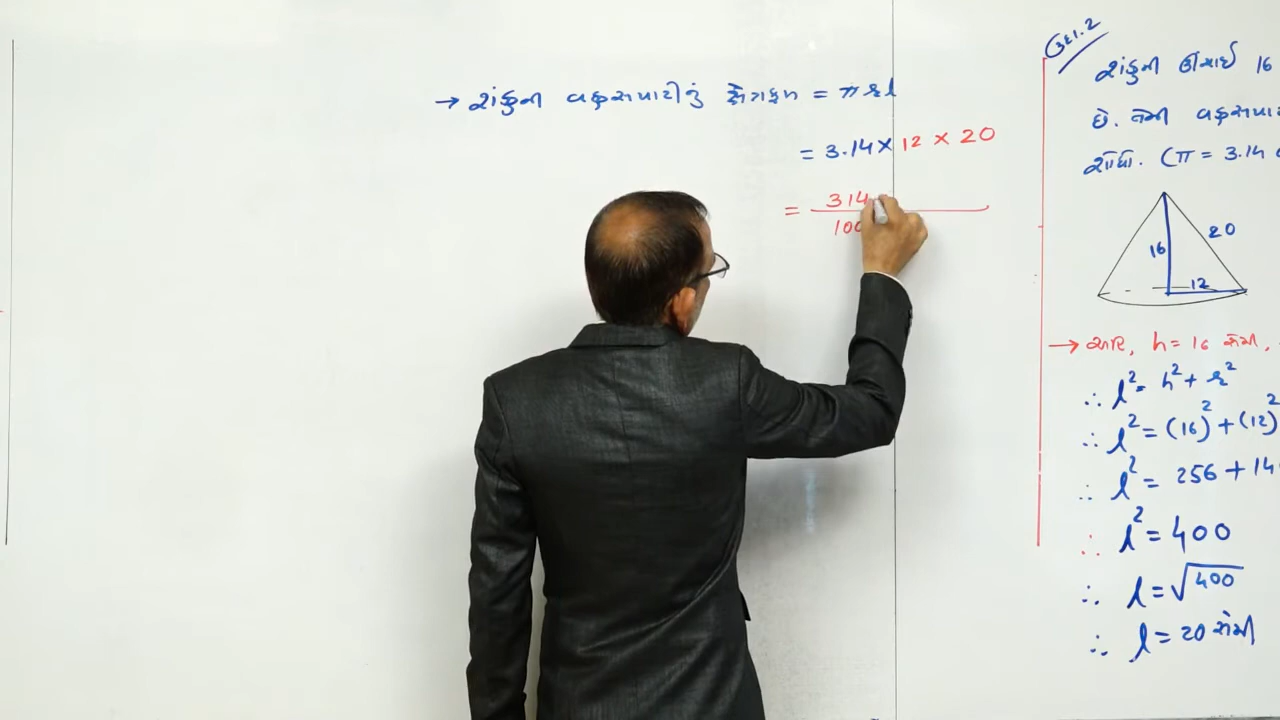 → શંકુની વક્રસપાટીનું ક્ષેત્રફળ = πrl
= 3.14 × 12 × 20
= 314
100
ઉદા.2
શંકુની ઊંચાઈ 16
છે. તેની વક્રસપા
શોધો. (π = 3.14
16
20
12
→ અહીં, h = 16 સેમી,
∴ l² = h² + r²
∴ l² = (16)² + (12)²
∴ l² = 256 + 14
∴ l² = 400
∴ l = √400
∴ l = 20 સેમી